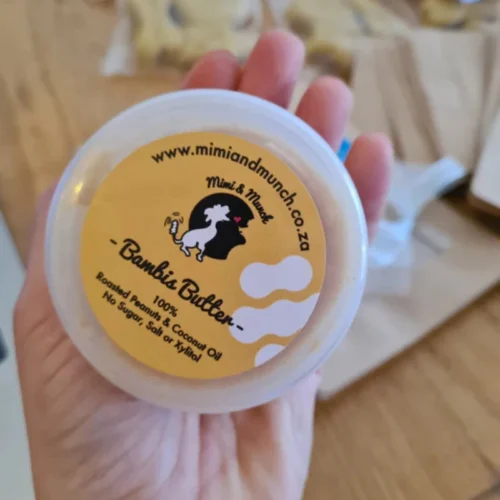 www.mimiandmunch.co.za
Mimi & Munch
- Bambis Butter -
100%
Roasted Peanuts & Coconut Oil
No Sugar, Salt or Xylitol